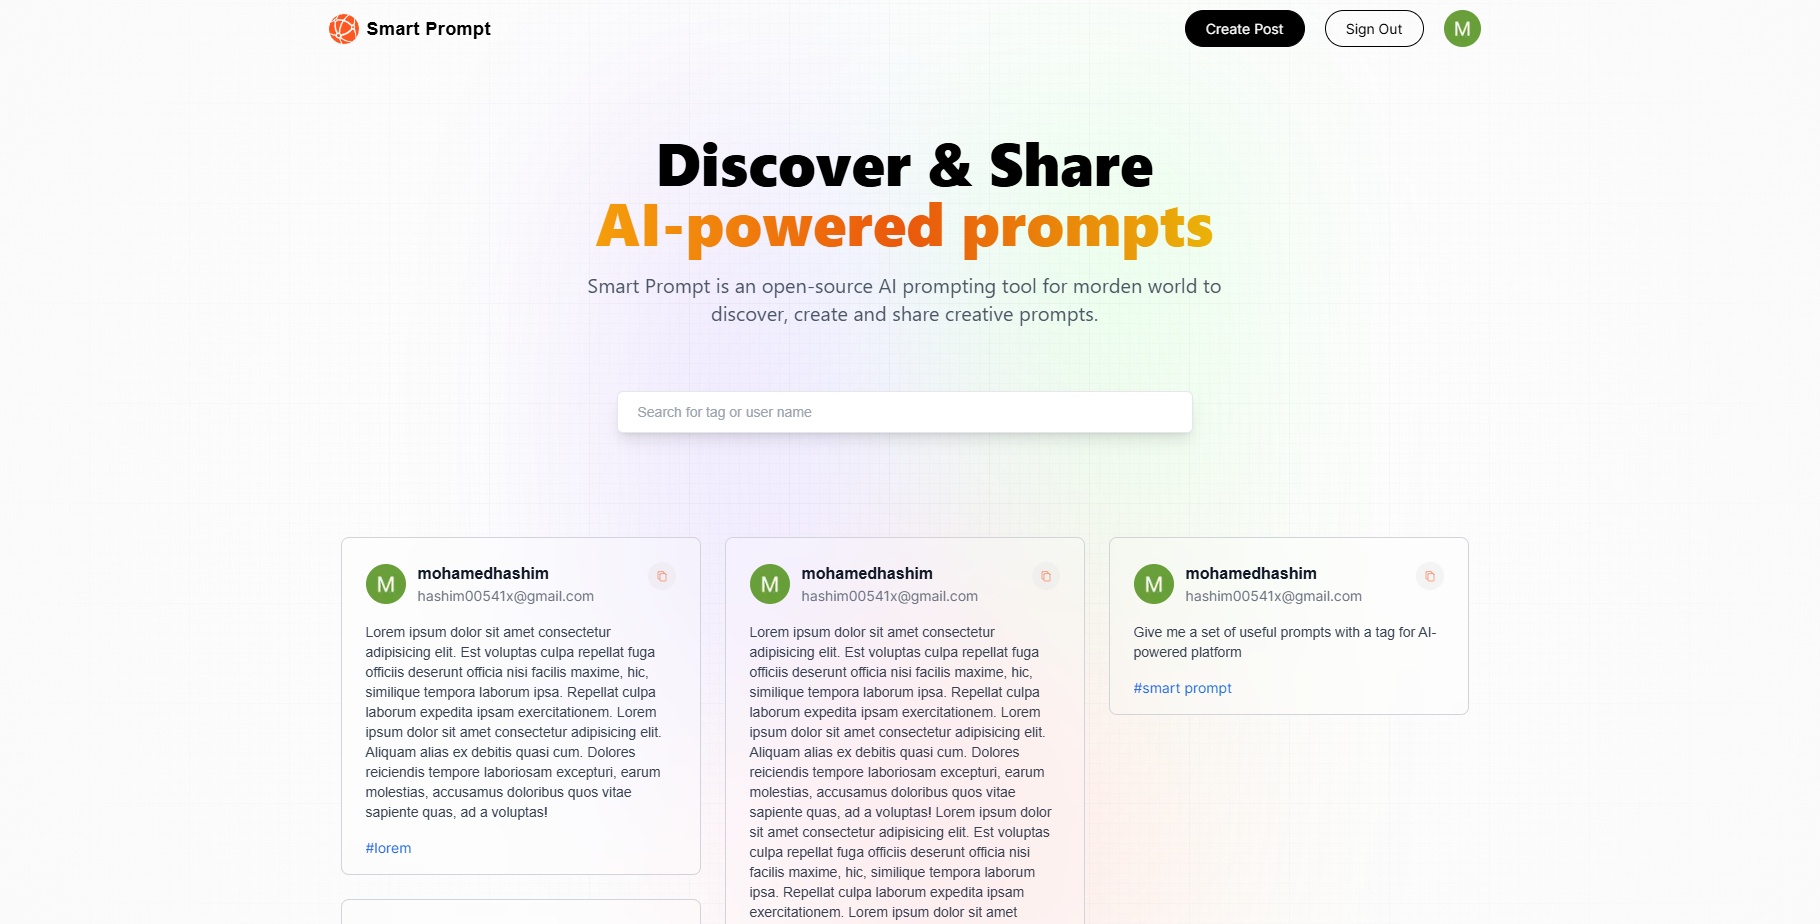 Smart Prompt
Create Post
Sign Out
M
Discover & Share
AI-powered prompts
Smart Prompt is an open-source AI prompting tool for morden world to
discover, create and share creative prompts.
Search for tag or user name
M
mohamedhashim
hashim00541x@gmail.com
Lorem ipsum dolor sit amet consectetur
adipisicing elit. Est voluptas culpa repellat fuga
officiis deserunt officia nisi facilis maxime, hic,
similique tempora laborum ipsa. Repellat culpa
laborum expedita ipsam exercitationem. Lorem
ipsum dolor sit amet consectetur adipisicing elit.
Aliquam alias ex debitis quasi cum. Dolores
reiciendis tempore laboriosam excepturi, earum
molestias, accusamus doloribus quos vitae
sapiente quas, ad a voluptas!
#lorem
M
mohamedhashim
hashim00541x@gmail.com
Lorem ipsum dolor sit amet consectetur
adipisicing elit. Est voluptas culpa repellat fuga
officiis deserunt officia nisi facilis maxime, hic,
similique tempora laborum ipsa. Repellat culpa
laborum expedita ipsam exercitationem. Lorem
ipsum dolor sit amet consectetur adipisicing elit.
Aliquam alias ex debitis quasi cum. Dolores
reiciendis tempore laboriosam excepturi, earum
molestias, accusamus doloribus quos vitae
sapiente quas, ad a voluptas! Lorem ipsum dolor
sit amet consectetur adipisicing elit. Est voluptas
culpa repellat fuga officiis deserunt officia nisi
facilis maxime, hic, similique tempora laborum
ipsa. Repellat culpa laborum expedita ipsam
exercitationem. Lorem ipsum dolor sit amet
M
mohamedhashim
hashim00541x@gmail.com
Give me a set of useful prompts with a tag for AI-
powered platform
#smart prompt